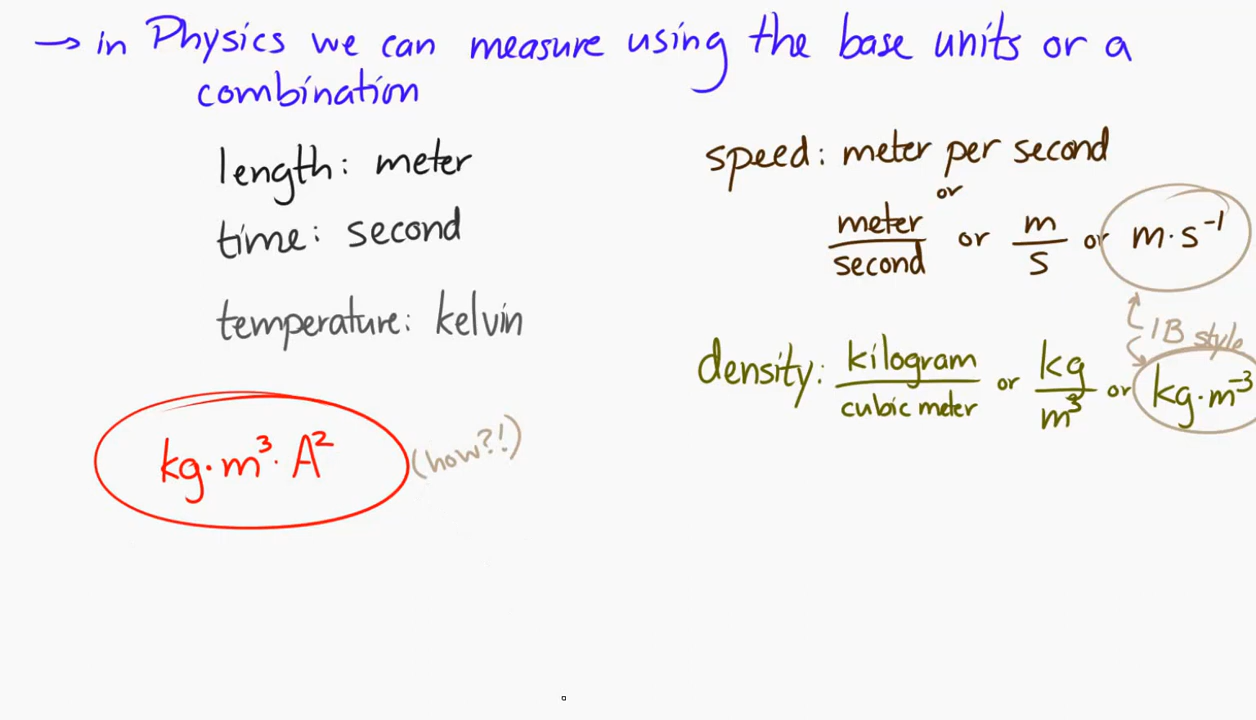 → in Physics we can measure using the base units or a
combination
length: meter
time: second
temperature: kelvin
kg·m³·A² (how?!)
speed: meter per second
or
meter/second or m/s or m·s⁻¹
IB style
density: kilogram/cubic meter or kg/m³ or kg·m⁻³